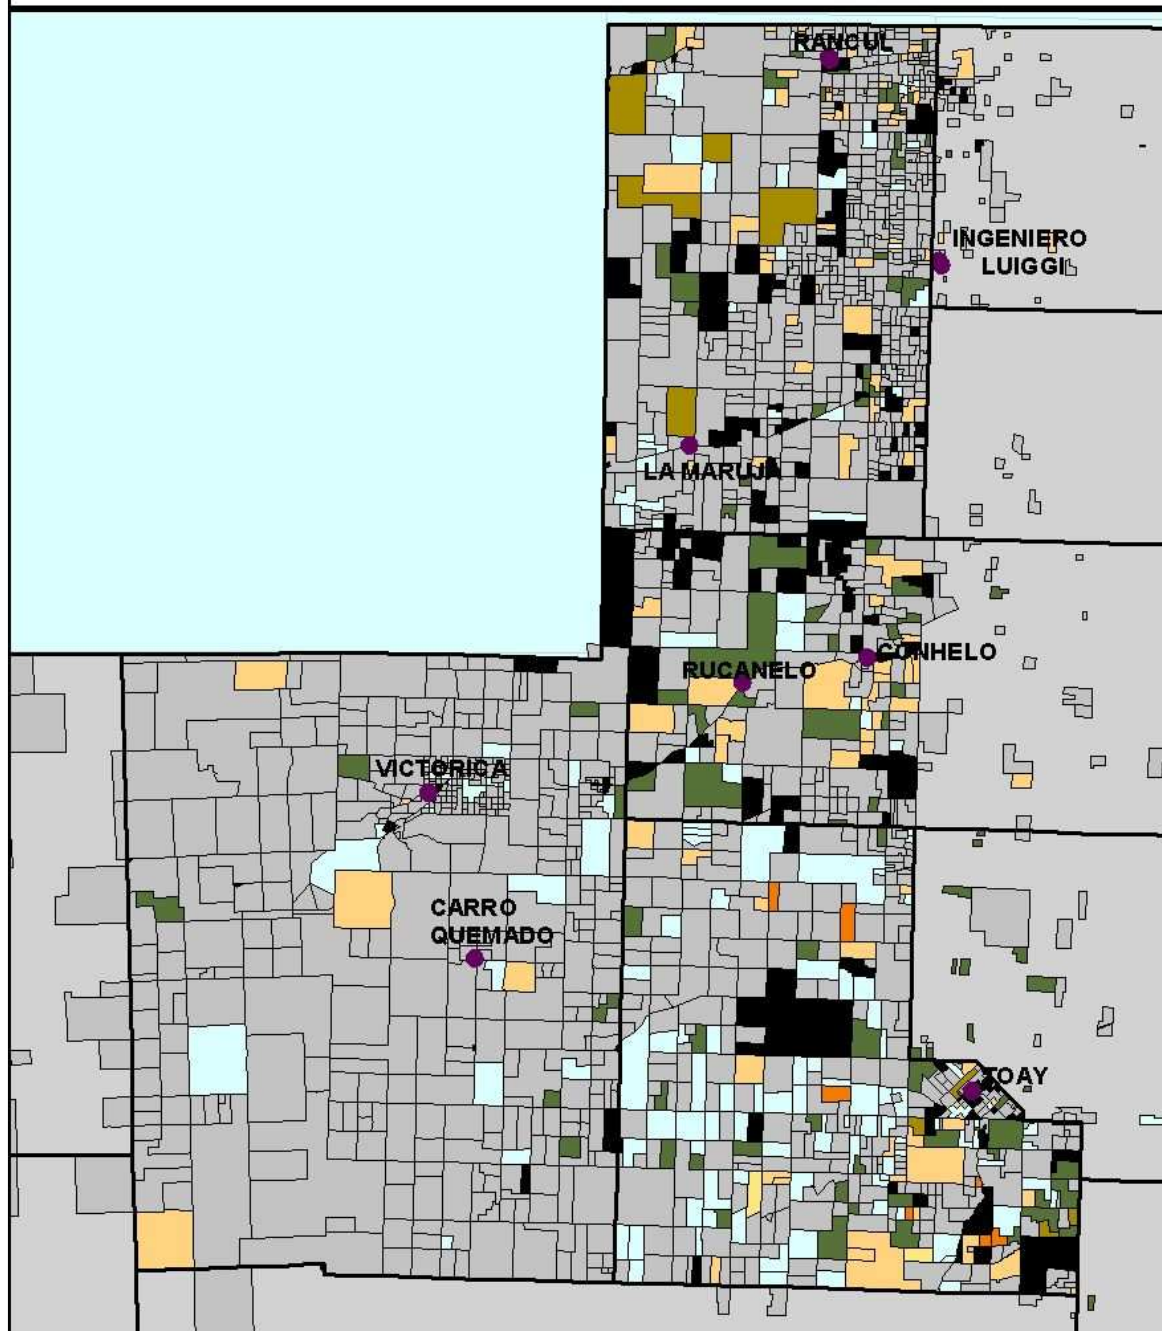 RANCUL
INGENIERO
LUIGGI
LA MARUJA
CONHELO
RUCANELO
VICTORICA
CARRO
QUEMADO
TOAY